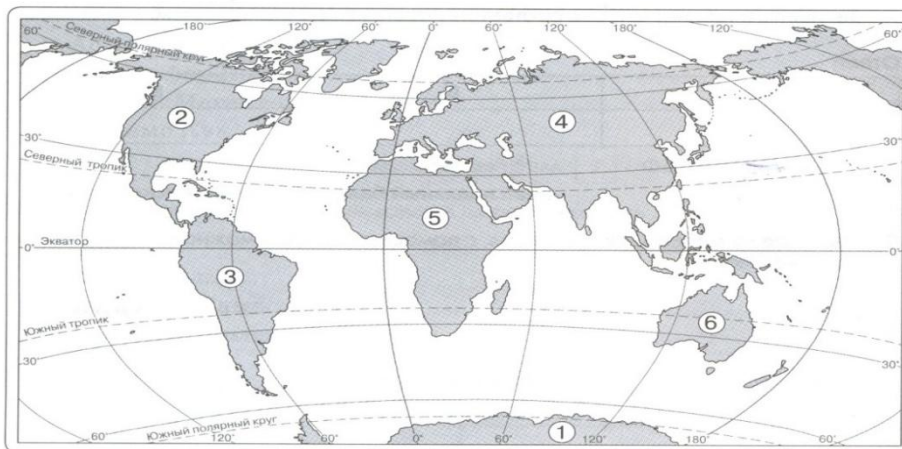 180° 120° 60° 0° 60° 120° 180°
60° Северный полярный круг 60°
2 4
30° 30°
Северный тропик
5
Экватор
0° 0°
3
6
Южный тропик
30° 30°
60 Южный полярный круг 120° 60° 0° 60° 1 120° 180° 60°